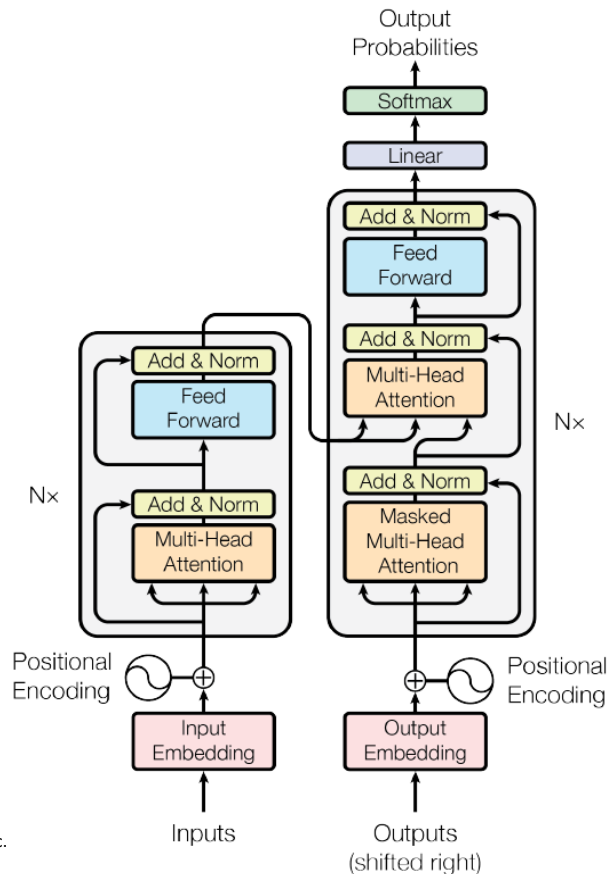 Output
Probabilities
Softmax
Linear
Add & Norm
Feed
Forward
Add & Norm
Multi-Head
Attention
Add & Norm
Masked
Multi-Head
Attention
Nx
Add & Norm
Feed
Forward
Add & Norm
Multi-Head
Attention
Nx
Positional
Encoding
Positional
Encoding
Input
Embedding
Output
Embedding
Inputs
Outputs
(shifted right)